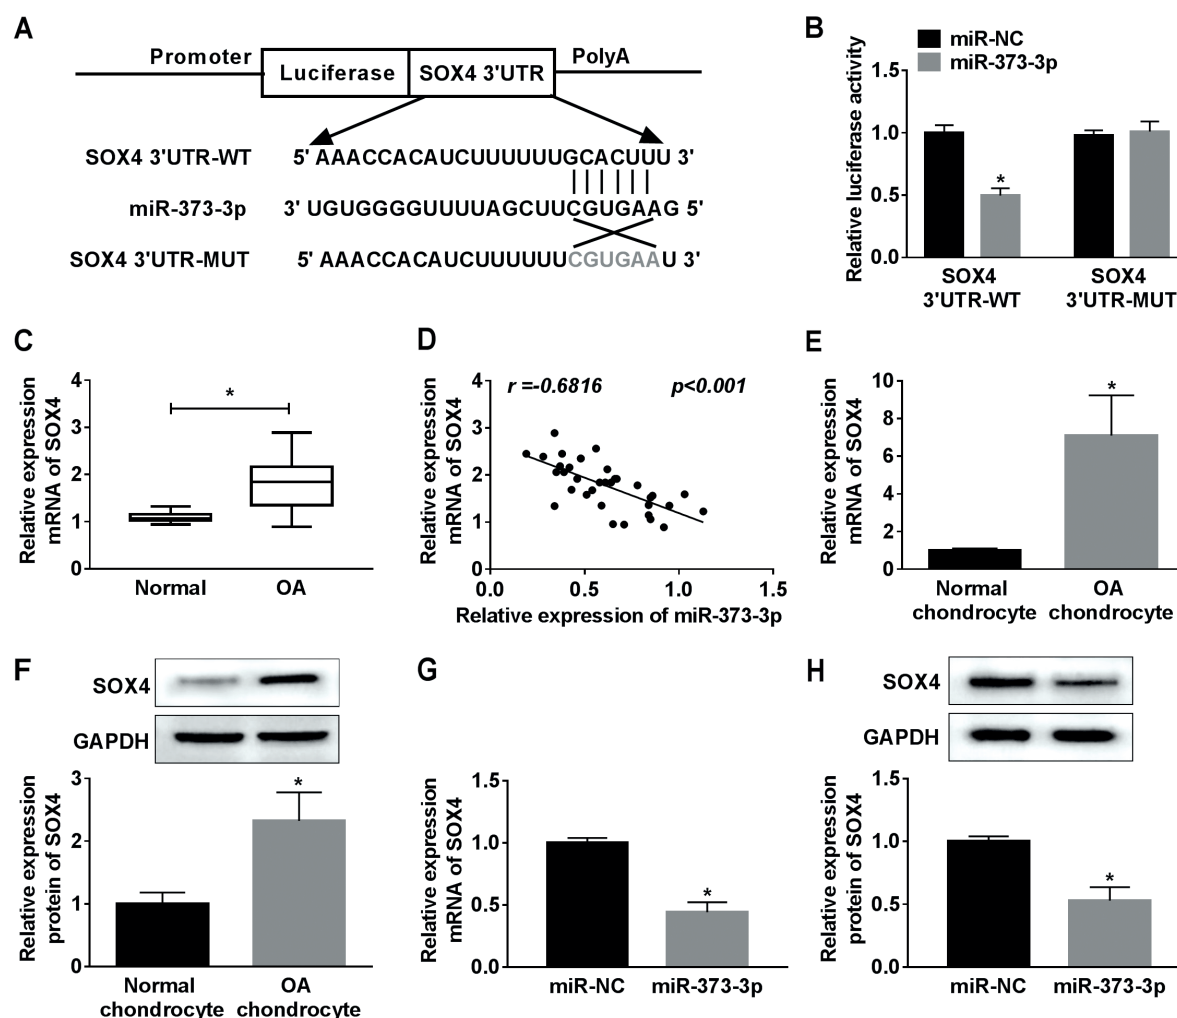 A
Promoter
Luciferase
SOX4 3'UTR
PolyA
SOX4 3'UTR-WT 5' AAACCACAUCUUUUUUGCACUUU 3'
miR-373-3p 3' UGUGGGGUUUUAGCUUCGUGAAG 5'
SOX4 3'UTR-MUT 5' AAACCACAUCUUUUUUCGUGAAU 3'
B
miR-NC
miR-373-3p
Relative luciferase activity
1.5
1.0
0.5
0.0
*
SOX4
3'UTR-WT
SOX4
3'UTR-MUT
C
Relative expression
mRNA of SOX4
4
3
2
1
0
*
Normal
OA
D
Relative expression
mRNA of SOX4
4
3
2
1
0
r =-0.6816
p<0.001
0.0
0.5
1.0
1.5
Relative expression of miR-373-3p
E
Relative expression
mRNA of SOX4
10
8
6
4
2
0
*
Normal
chondrocyte
OA
chondrocyte
F
SOX4
GAPDH
Relative expression
protein of SOX4
3
2
1
0
*
Normal
chondrocyte
OA
chondrocyte
G
Relative expression
mRNA of SOX4
1.5
1.0
0.5
0.0
*
miR-NC
miR-373-3p
H
SOX4
GAPDH
Relative expression
protein of SOX4
1.5
1.0
0.5
0.0
*
miR-NC
miR-373-3p